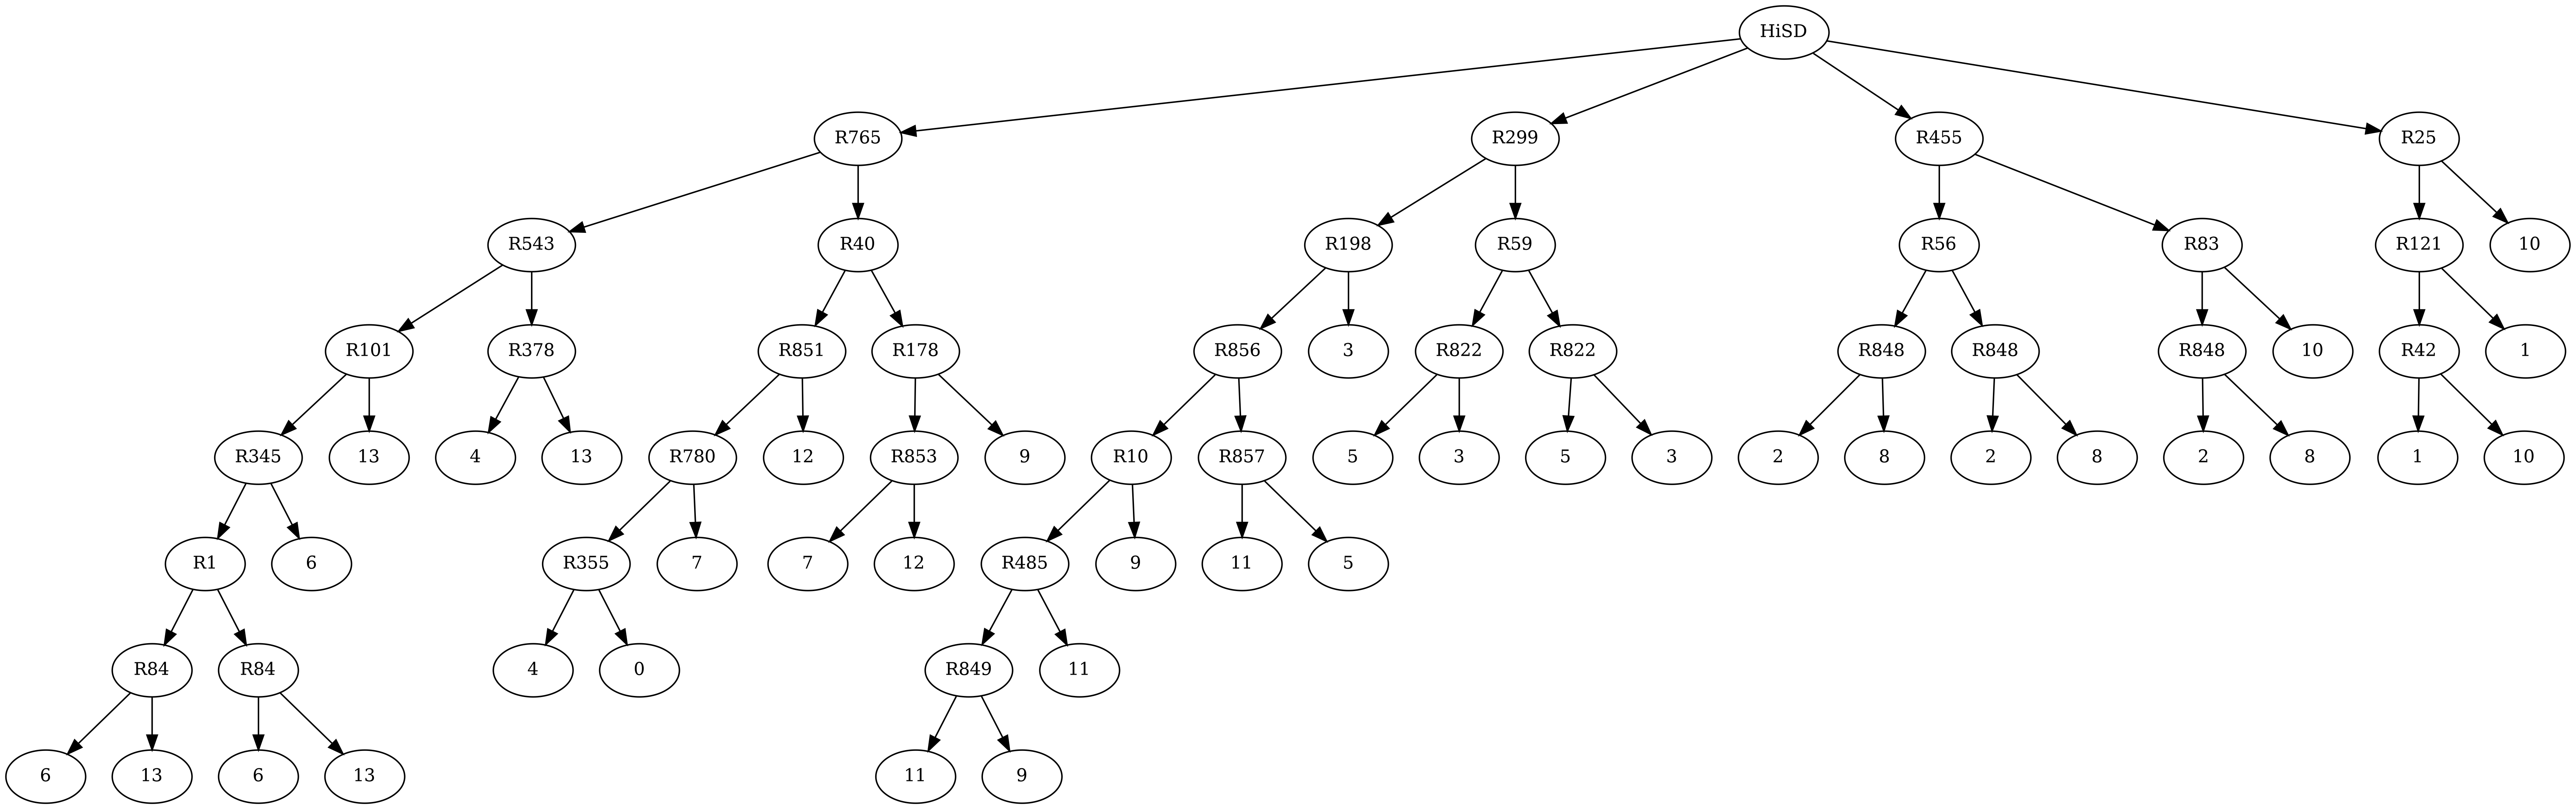 HiSD
R765 R299 R455 R25
R543 R40 R198 R59 R56 R83 R121 10
R101 R378 R851 R178 R856 3 R822 R822 R848 R848 R848 10 R42 1
R345 13 4 13 R780 12 R853 9 R10 R857 5 3 5 3 2 8 2 8 2 8 1 10
R1 6 R355 7 7 12 R485 9 11 5
R84 R84 4 0 R849 11
6 13 6 13 11 9